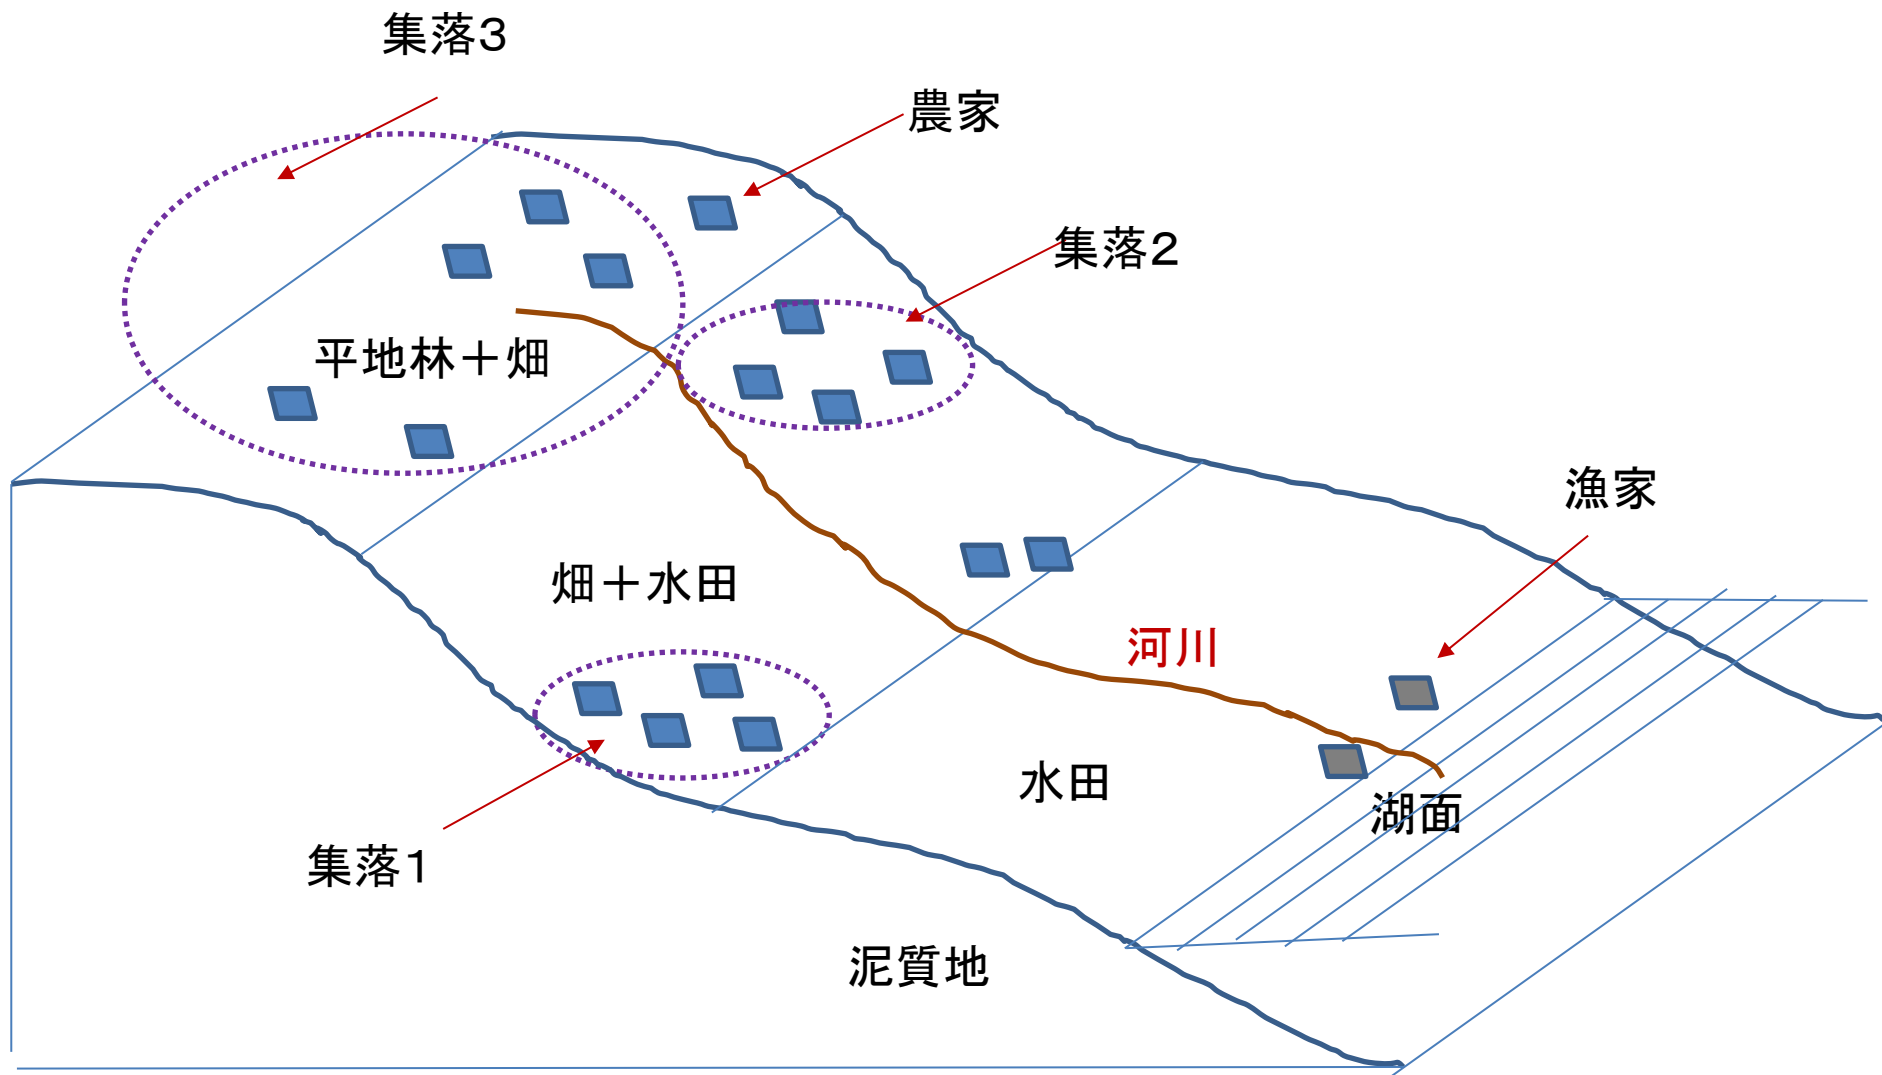 集落３
農家
集落２
平地林＋畑
漁家
畑＋水田
河川
水田
湖面
集落１
泥質地